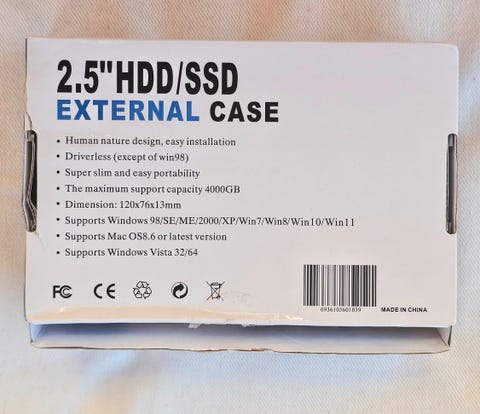 2.5"HDD/SSD
EXTERNAL CASE
• Human nature design, easy installation
• Driverless (except of win98)
• Super slim and easy portability
• The maximum support capacity 4000GB
• Dimension: 120x76x13mm
• Supports Windows 98/SE/ME/2000/XP/Win7/Win8/Win10/Win11
• Supports Mac OS8.6 or latest version
• Supports Windows Vista 32/64
FC CE
6936103601039
MADE IN CHINA